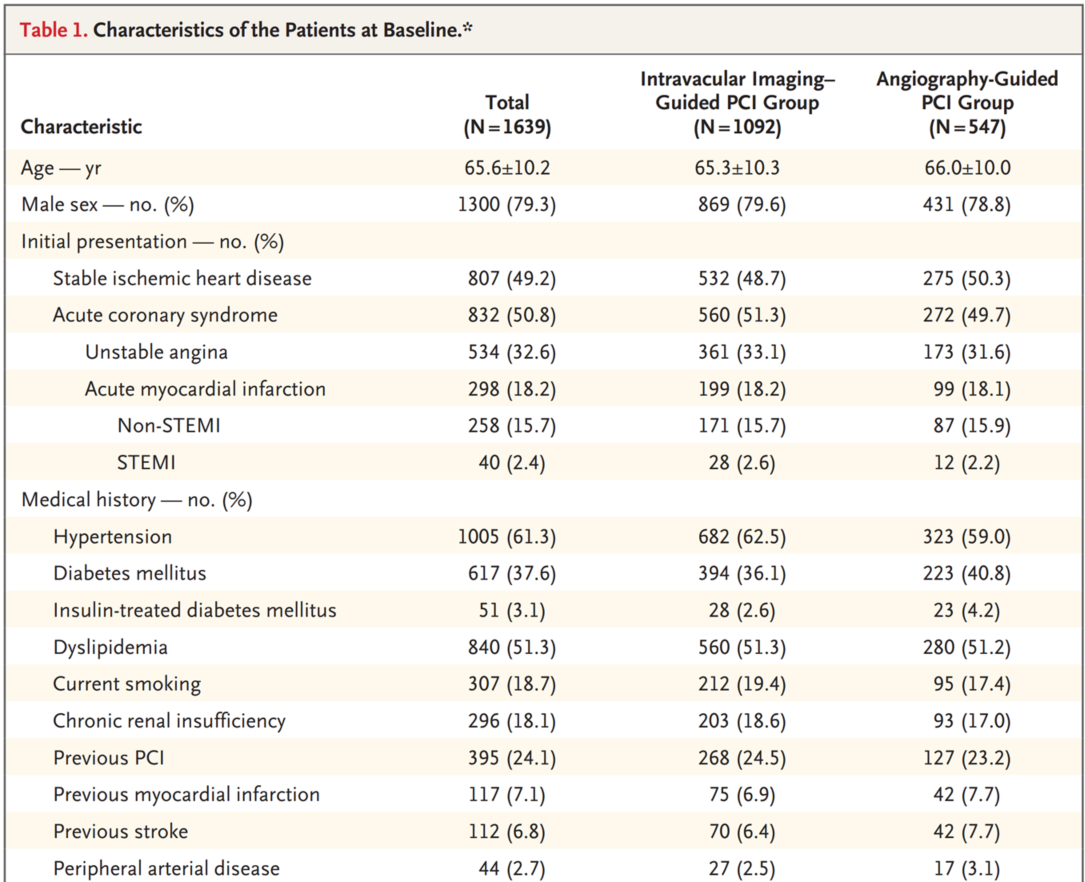 Table 1. Characteristics of the Patients at Baseline.*
Characteristic Total (N=1639) Intravacular Imaging–Guided PCI Group (N=1092) Angiography-Guided PCI Group (N=547)
Age — yr 65.6±10.2 65.3±10.3 66.0±10.0
Male sex — no. (%) 1300 (79.3) 869 (79.6) 431 (78.8)
Initial presentation — no. (%)
Stable ischemic heart disease 807 (49.2) 532 (48.7) 275 (50.3)
Acute coronary syndrome 832 (50.8) 560 (51.3) 272 (49.7)
Unstable angina 534 (32.6) 361 (33.1) 173 (31.6)
Acute myocardial infarction 298 (18.2) 199 (18.2) 99 (18.1)
Non-STEMI 258 (15.7) 171 (15.7) 87 (15.9)
STEMI 40 (2.4) 28 (2.6) 12 (2.2)
Medical history — no. (%)
Hypertension 1005 (61.3) 682 (62.5) 323 (59.0)
Diabetes mellitus 617 (37.6) 394 (36.1) 223 (40.8)
Insulin-treated diabetes mellitus 51 (3.1) 28 (2.6) 23 (4.2)
Dyslipidemia 840 (51.3) 560 (51.3) 280 (51.2)
Current smoking 307 (18.7) 212 (19.4) 95 (17.4)
Chronic renal insufficiency 296 (18.1) 203 (18.6) 93 (17.0)
Previous PCI 395 (24.1) 268 (24.5) 127 (23.2)
Previous myocardial infarction 117 (7.1) 75 (6.9) 42 (7.7)
Previous stroke 112 (6.8) 70 (6.4) 42 (7.7)
Peripheral arterial disease 44 (2.7) 27 (2.5) 17 (3.1)